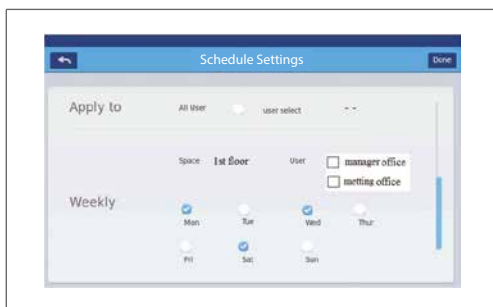 Schedule Settings Done
Apply to All User user select --
Space 1st floor User manager office
metting office
Weekly
Mon Tue Wed Thur
Fri Sat Sun